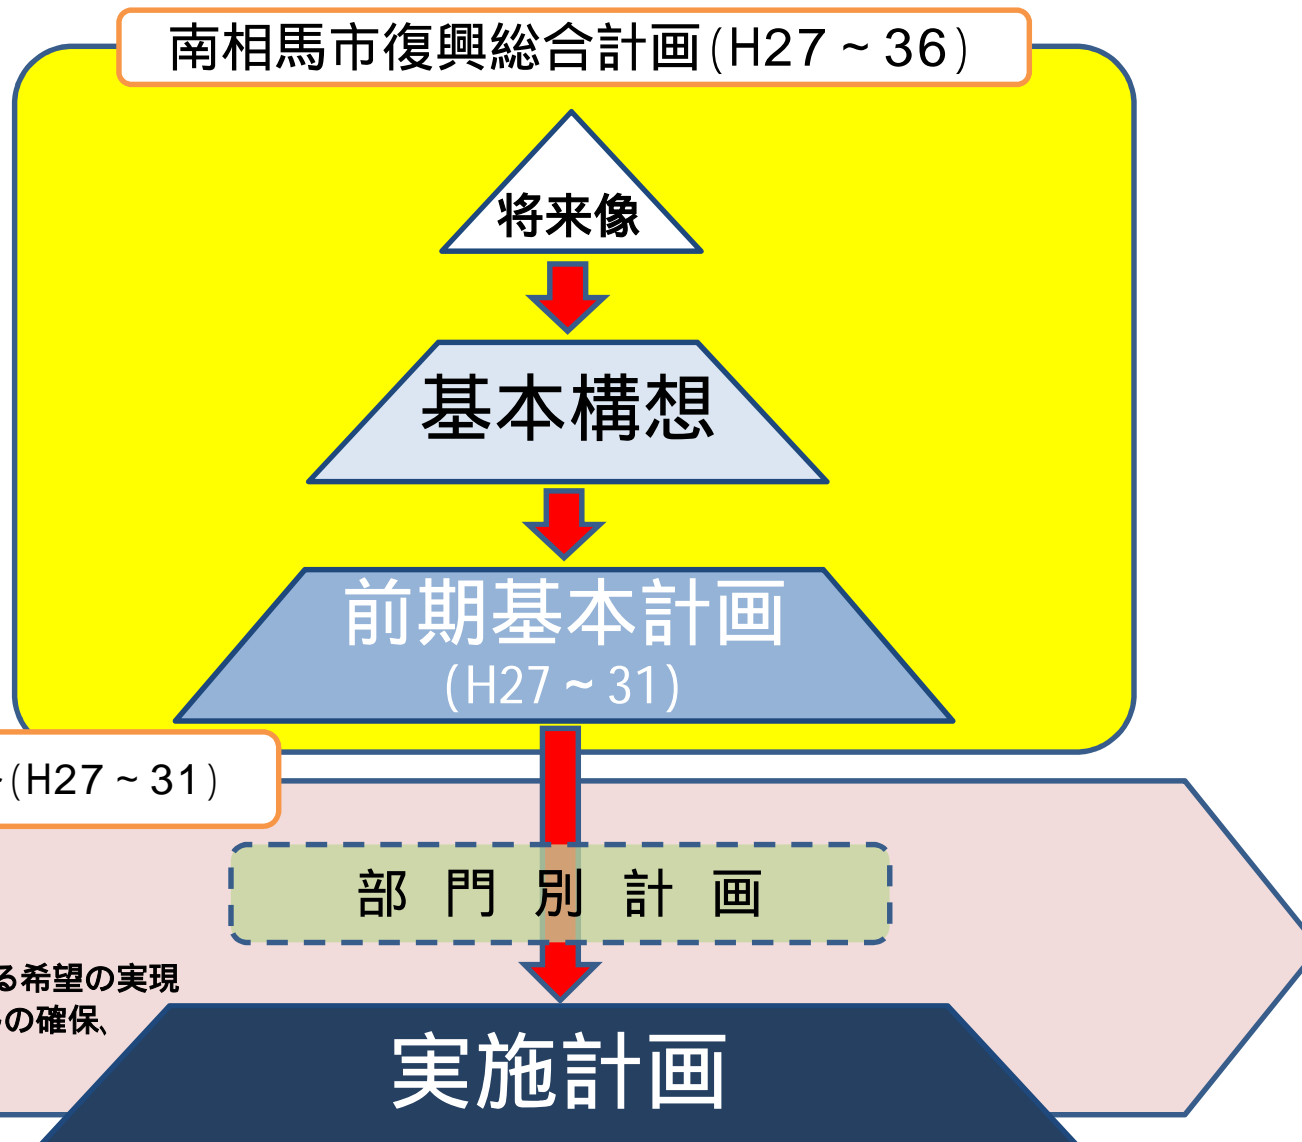 南相馬市復興総合計画(H27~36)
将来像
基本構想
前期基本計画
(H27~31)
(H27~31)
部門別計画
る希望の実現
の確保、
実施計画